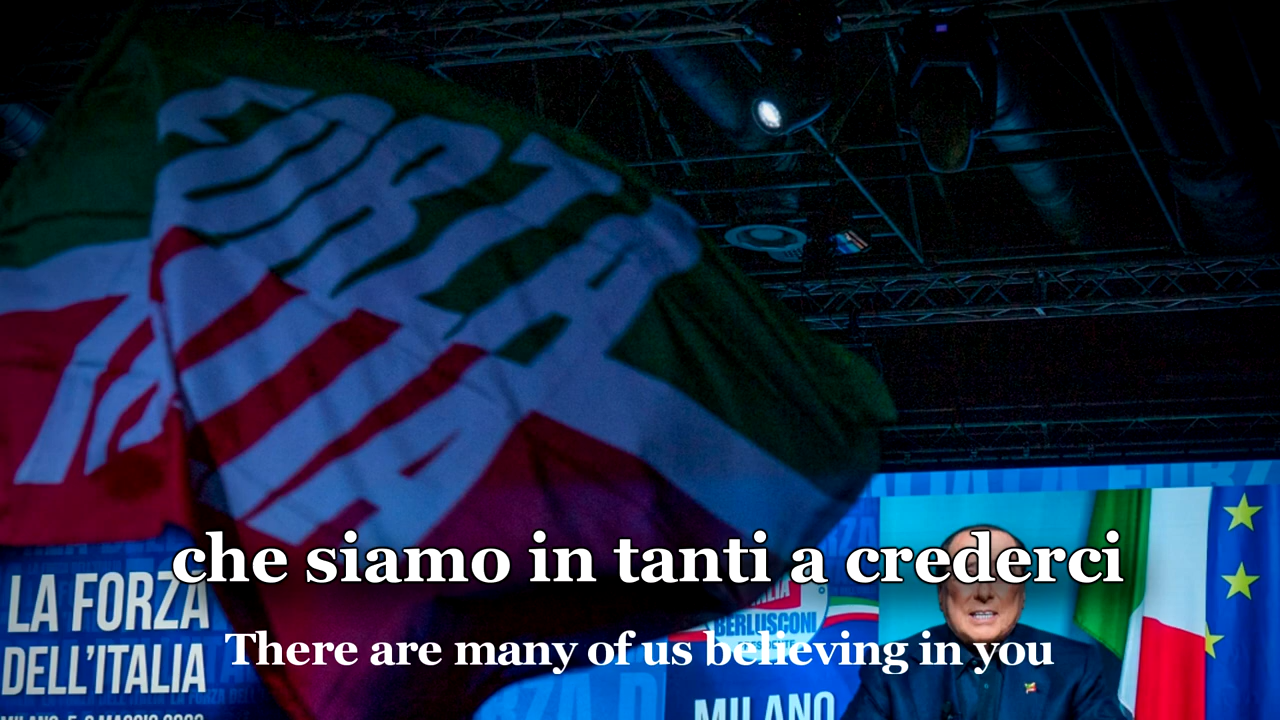 FORZA
ITALIA
LA FORZA
DELL'ITALIA
BERLUSCONI
MILANO
che siamo in tanti a crederci
There are many of us believing in you